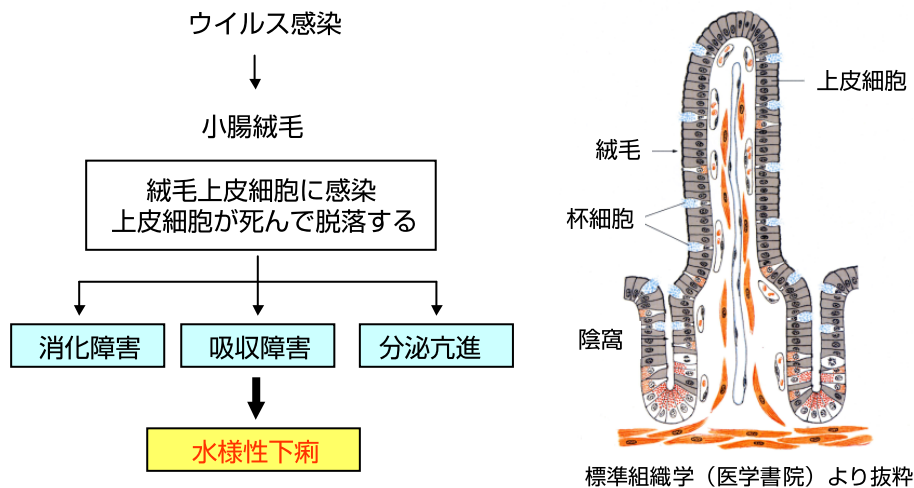 ウイルス感染
小腸絨毛
絨毛上皮細胞に感染
上皮細胞が死んで脱落する
消化障害
吸収障害
分泌亢進
水様性下痢
上皮細胞
絨毛
杯細胞
陰窩
標準組織学（医学書院）より抜粋